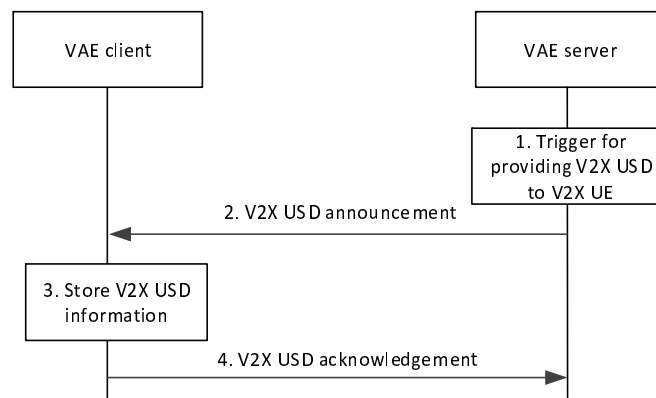 VAE client
VAE server
1. Trigger for
providing V2X USD
to V2X UE
2. V2X USD announcement
3. Store V2X USD
information
4. V2X USD acknowledgement